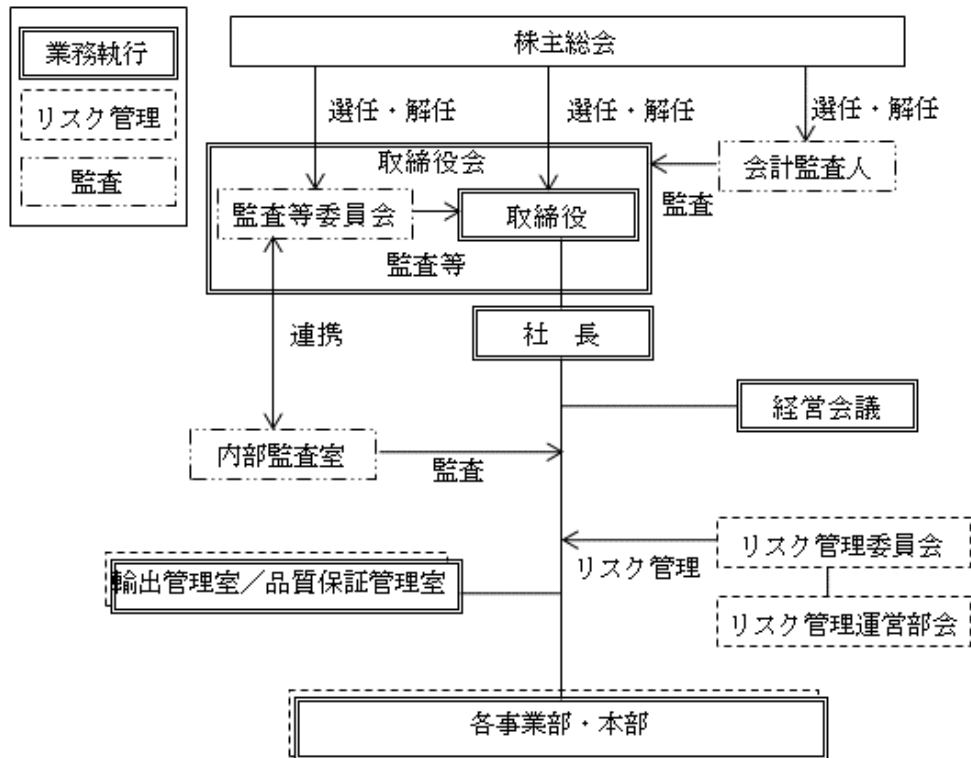 業務執行
リスク管理
監査
株主総会
選任・解任
選任・解任
選任・解任
取締役会
監査等委員会
取締役
会計監査人
監査
監査等
社　長
連携
経営会議
内部監査室
監査
リスク管理委員会
リスク管理
輸出管理室／品質保証管理室
リスク管理運営部会
各事業部・本部